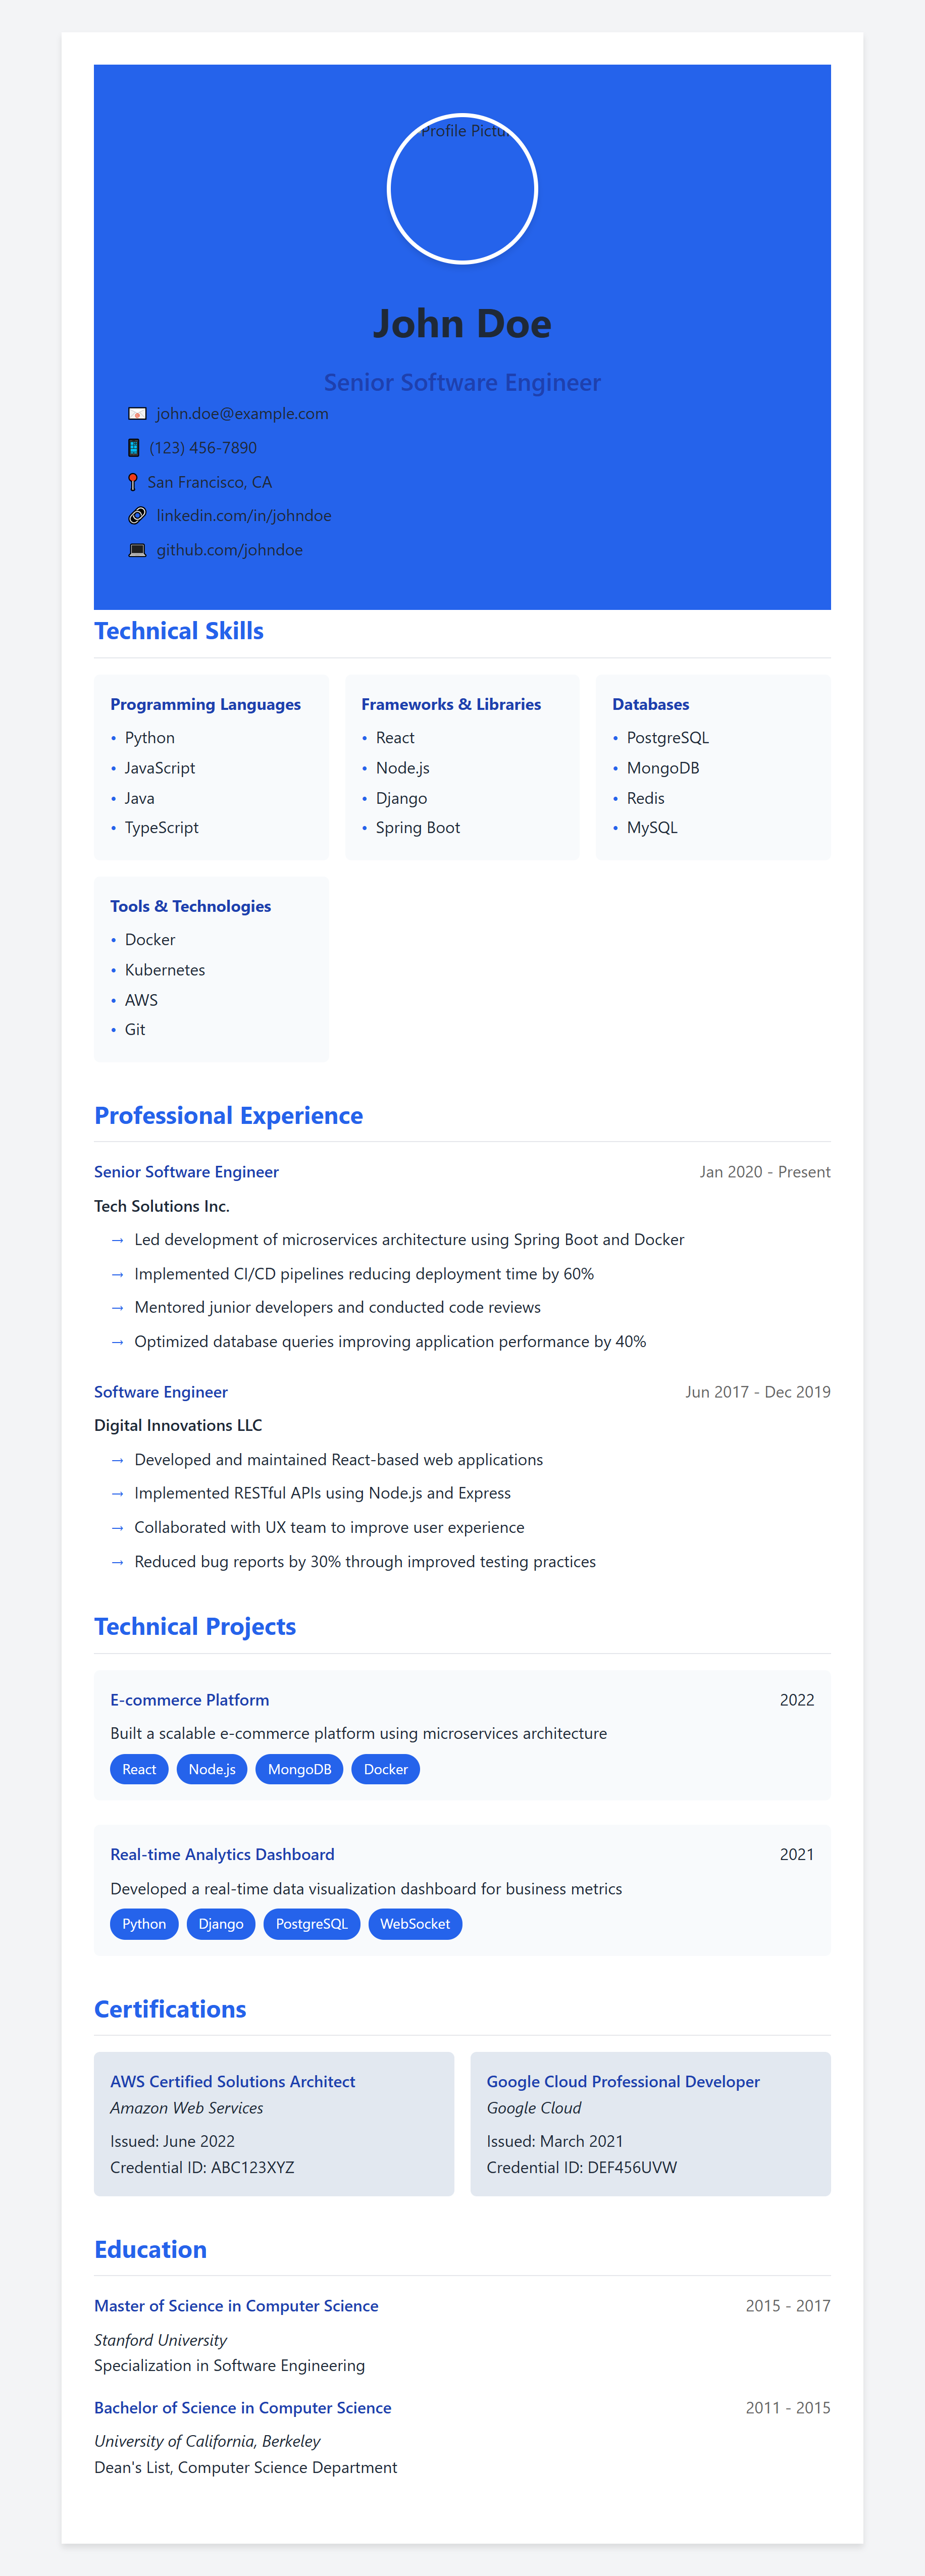 Profile Pictu
John Doe
Senior Software Engineer
john.doe@example.com
(123) 456-7890
San Francisco, CA
linkedin.com/in/johndoe
github.com/johndoe
Technical Skills
Programming Languages
• Python
• JavaScript
• Java
• TypeScript
Frameworks & Libraries
• React
• Node.js
• Django
• Spring Boot
Databases
• PostgreSQL
• MongoDB
• Redis
• MySQL
Tools & Technologies
• Docker
• Kubernetes
• AWS
• Git
Professional Experience
Senior Software Engineer Jan 2020 - Present
Tech Solutions Inc.
→ Led development of microservices architecture using Spring Boot and Docker
→ Implemented CI/CD pipelines reducing deployment time by 60%
→ Mentored junior developers and conducted code reviews
→ Optimized database queries improving application performance by 40%
Software Engineer Jun 2017 - Dec 2019
Digital Innovations LLC
→ Developed and maintained React-based web applications
→ Implemented RESTful APIs using Node.js and Express
→ Collaborated with UX team to improve user experience
→ Reduced bug reports by 30% through improved testing practices
Technical Projects
E-commerce Platform 2022
Built a scalable e-commerce platform using microservices architecture
React Node.js MongoDB Docker
Real-time Analytics Dashboard 2021
Developed a real-time data visualization dashboard for business metrics
Python Django PostgreSQL WebSocket
Certifications
AWS Certified Solutions Architect
Amazon Web Services
Issued: June 2022
Credential ID: ABC123XYZ
Google Cloud Professional Developer
Google Cloud
Issued: March 2021
Credential ID: DEF456UVW
Education
Master of Science in Computer Science 2015 - 2017
Stanford University
Specialization in Software Engineering
Bachelor of Science in Computer Science 2011 - 2015
University of California, Berkeley
Dean's List, Computer Science Department